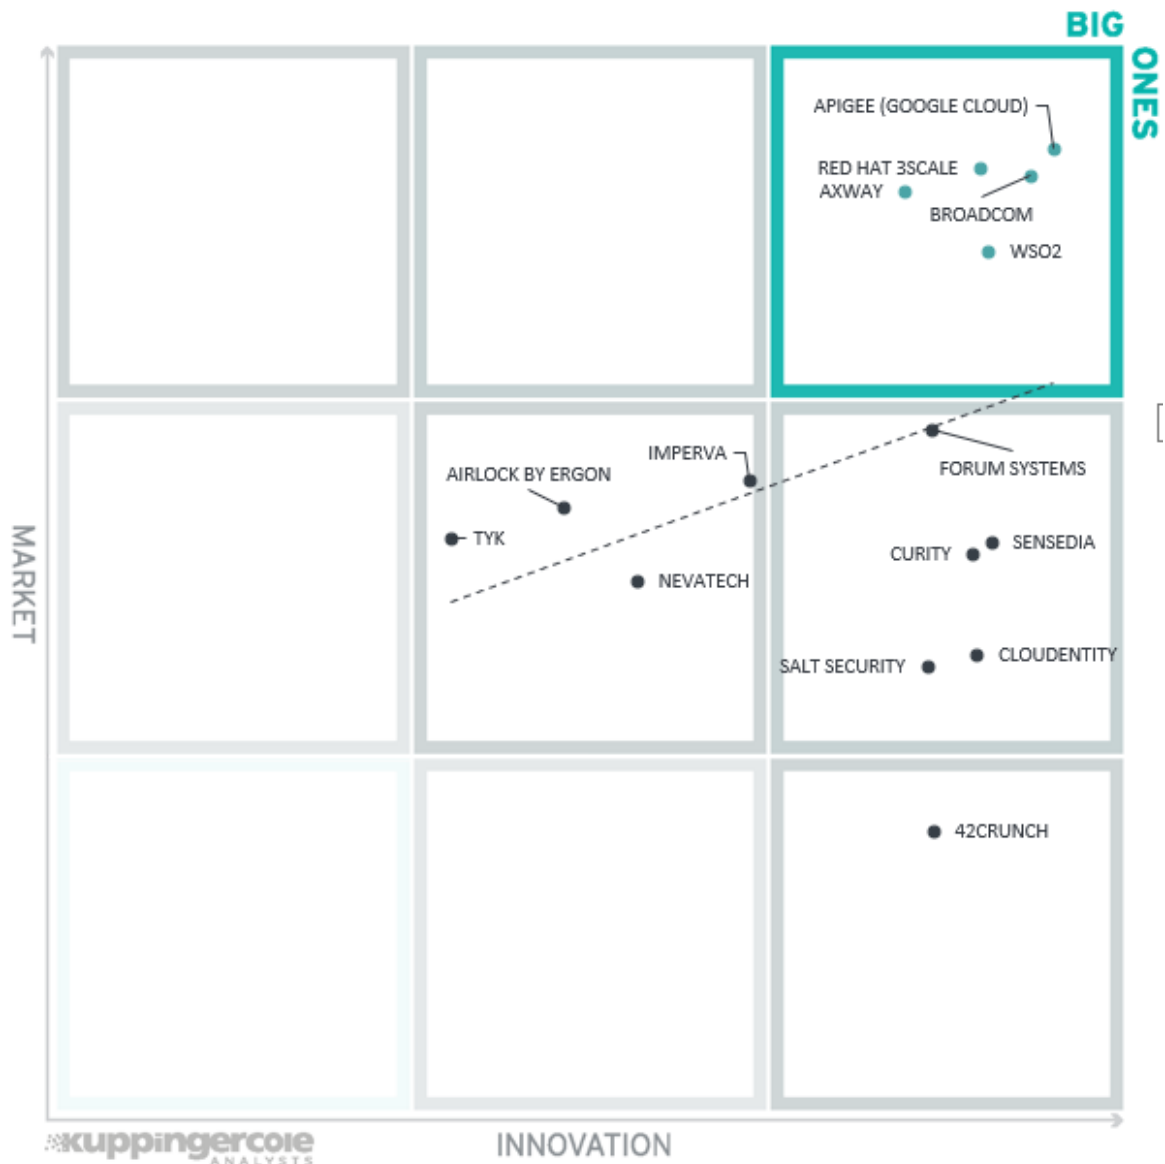 BIG
ONES
APIGEE (GOOGLE CLOUD)
RED HAT 3SCALE
AXWAY
BROADCOM
WSO2
IMPERVA
AIRLOCK BY ERGON
FORUM SYSTEMS
TYK
SENSEDIA
CURITY
NEVATECH
CLOUDENTITY
SALT SECURITY
42CRUNCH
MARKET
INNOVATION
kuppingercole
ANALYSTS